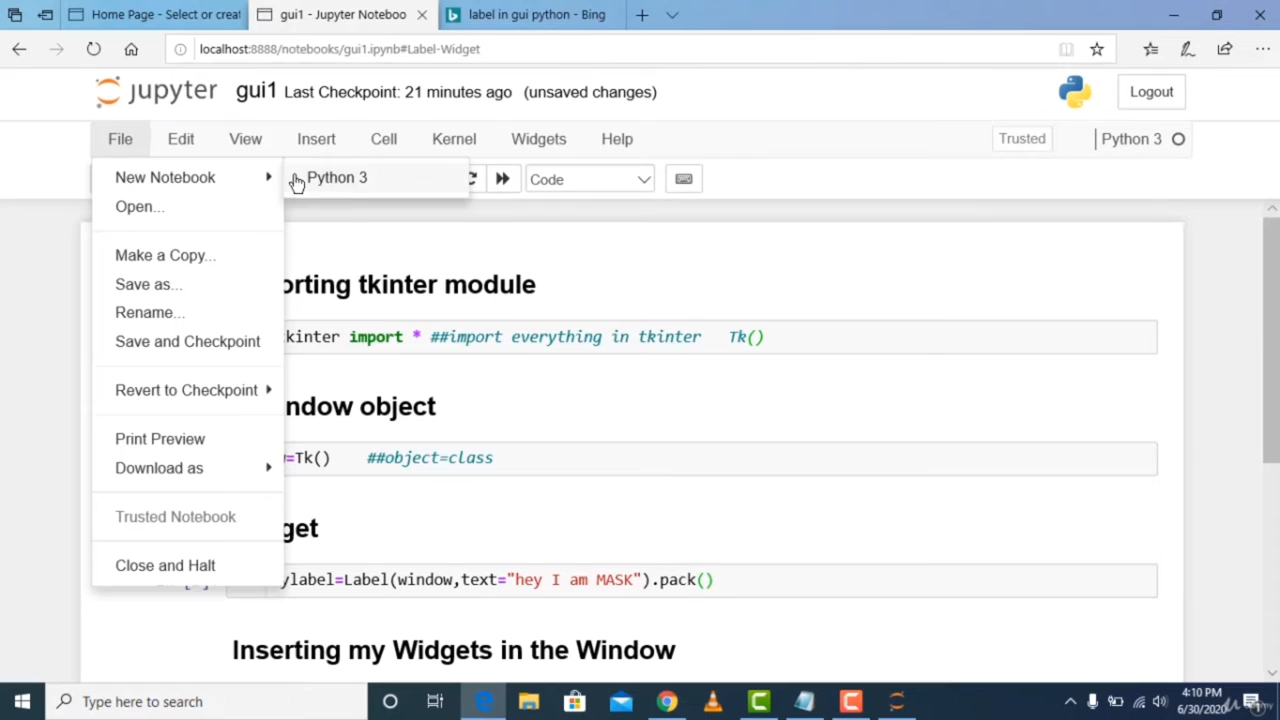 Home Page - Select or creat
gui1 - Jupyter Noteboo
label in gui python - Bing
localhost:8888/notebooks/gui1.ipynb#Label-Widget
jupyter gui1 Last Checkpoint: 21 minutes ago (unsaved changes)
Logout
File Edit View Insert Cell Kernel Widgets Help
Trusted
Python 3
New Notebook
Python 3
Code
Open...
Make a Copy...
Save as...
Rename...
Save and Checkpoint
Revert to Checkpoint
Print Preview
Download as
Trusted Notebook
Close and Halt
orting tkinter module
kinter import * ##import everything in tkinter Tk()
ndow object
=Tk() ##object=class
get
ylabel=Label(window,text="hey I am MASK").pack()
Inserting my Widgets in the Window
Type here to search
4:10 PM
6/30/2020